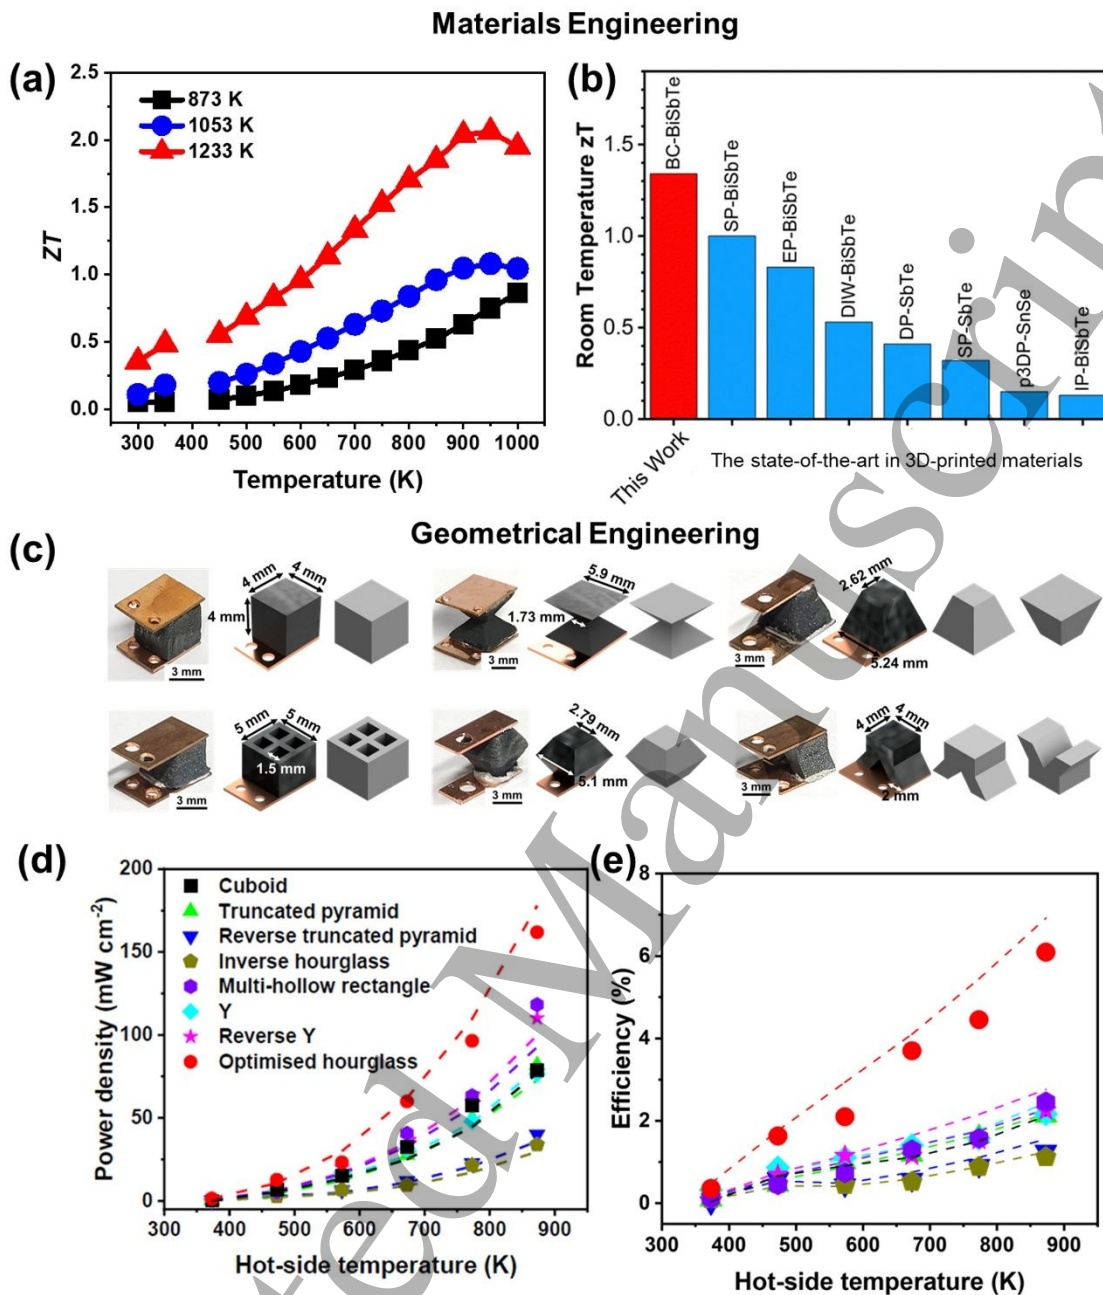 Materials Engineering
(a)
2.5
2.0
1.5
1.0
0.5
0.0
ZT
873 K
1053 K
1233 K
300 400 500 600 700 800 900 1000
Temperature (K)
(b)
Room Temperature zT
1.5
1.0
0.5
0.0
BC-BiSbTe
SP-BiSbTe
EP-BiSbTe
DIW-BiSbTe
DP-SbTe
SP-SbTe
p3DP-SnSe
IP-BiSbTe
This Work
The state-of-the-art in 3D-printed materials
Geometrical Engineering
(c)
3 mm
4 mm
4 mm
4 mm
3 mm
1.73 mm
5.9 mm
3 mm
2.62 mm
5.24 mm
3 mm
5 mm
5 mm
1.5 mm
3 mm
2.79 mm
5.1 mm
3 mm
4 mm
4 mm
2 mm
(d)
Power density (mW cm-2)
200
150
100
50
0
Cuboid
Truncated pyramid
Reverse truncated pyramid
Inverse hourglass
Multi-hollow rectangle
Y
Reverse Y
Optimised hourglass
300 400 500 600 700 800 900
Hot-side temperature (K)
(e)
Efficiency (%)
8
6
4
2
0
300 400 500 600 700 800 900
Hot-side temperature (K)
ted Manuscript